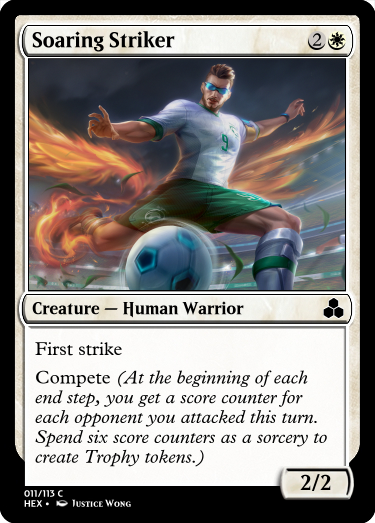 Soaring Striker 2
9
Creature — Human Warrior
First strike
Compete (At the beginning of each
end step, you get a score counter for
each opponent you attacked this turn.
Spend six score counters as a sorcery to
create Trophy tokens.)
2/2
011/113 C
HEX • Justice Wong